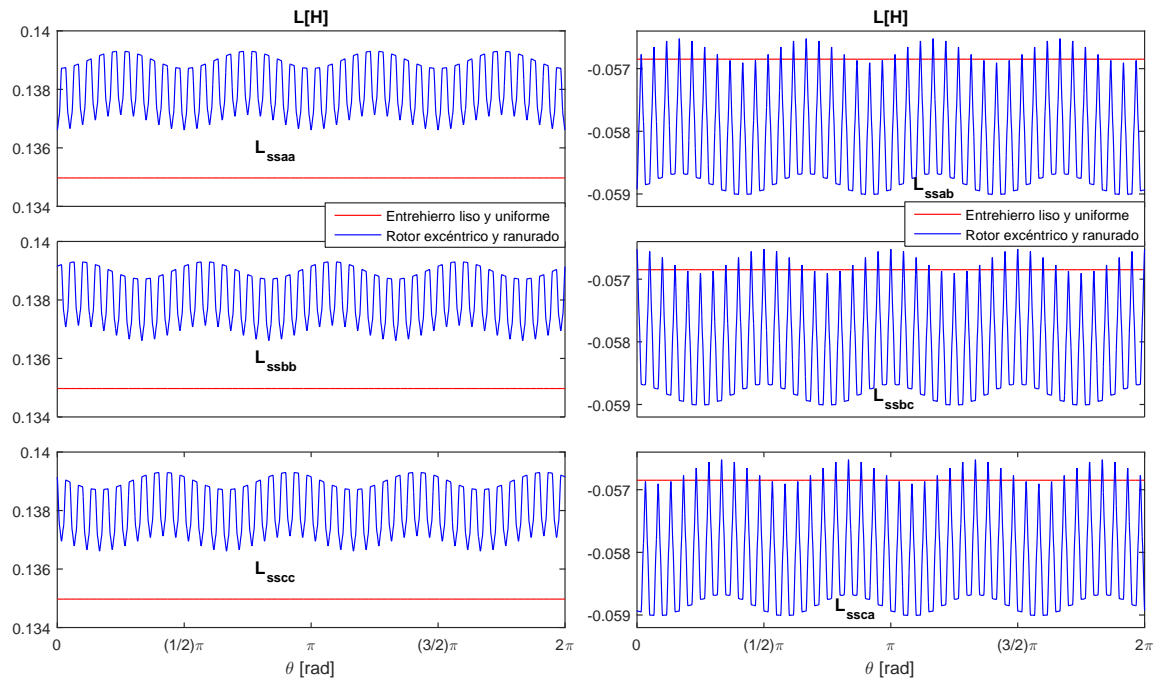 L[H]
0.14
0.138
0.136
0.134
L_ssaa
Entrehierro liso y uniforme
Rotor excéntrico y ranurado
0.14
0.138
0.136
0.134
L_ssbb
0.14
0.138
0.136
0.134
L_sscc
0
(1/2)π
π
(3/2)π
2π
θ [rad]
L[H]
-0.057
-0.058
-0.059
L_ssab
Entrehierro liso y uniforme
Rotor excéntrico y ranurado
-0.057
-0.058
-0.059
L_ssbc
-0.057
-0.058
-0.059
L_ssca
0
(1/2)π
π
(3/2)π
2π
θ [rad]